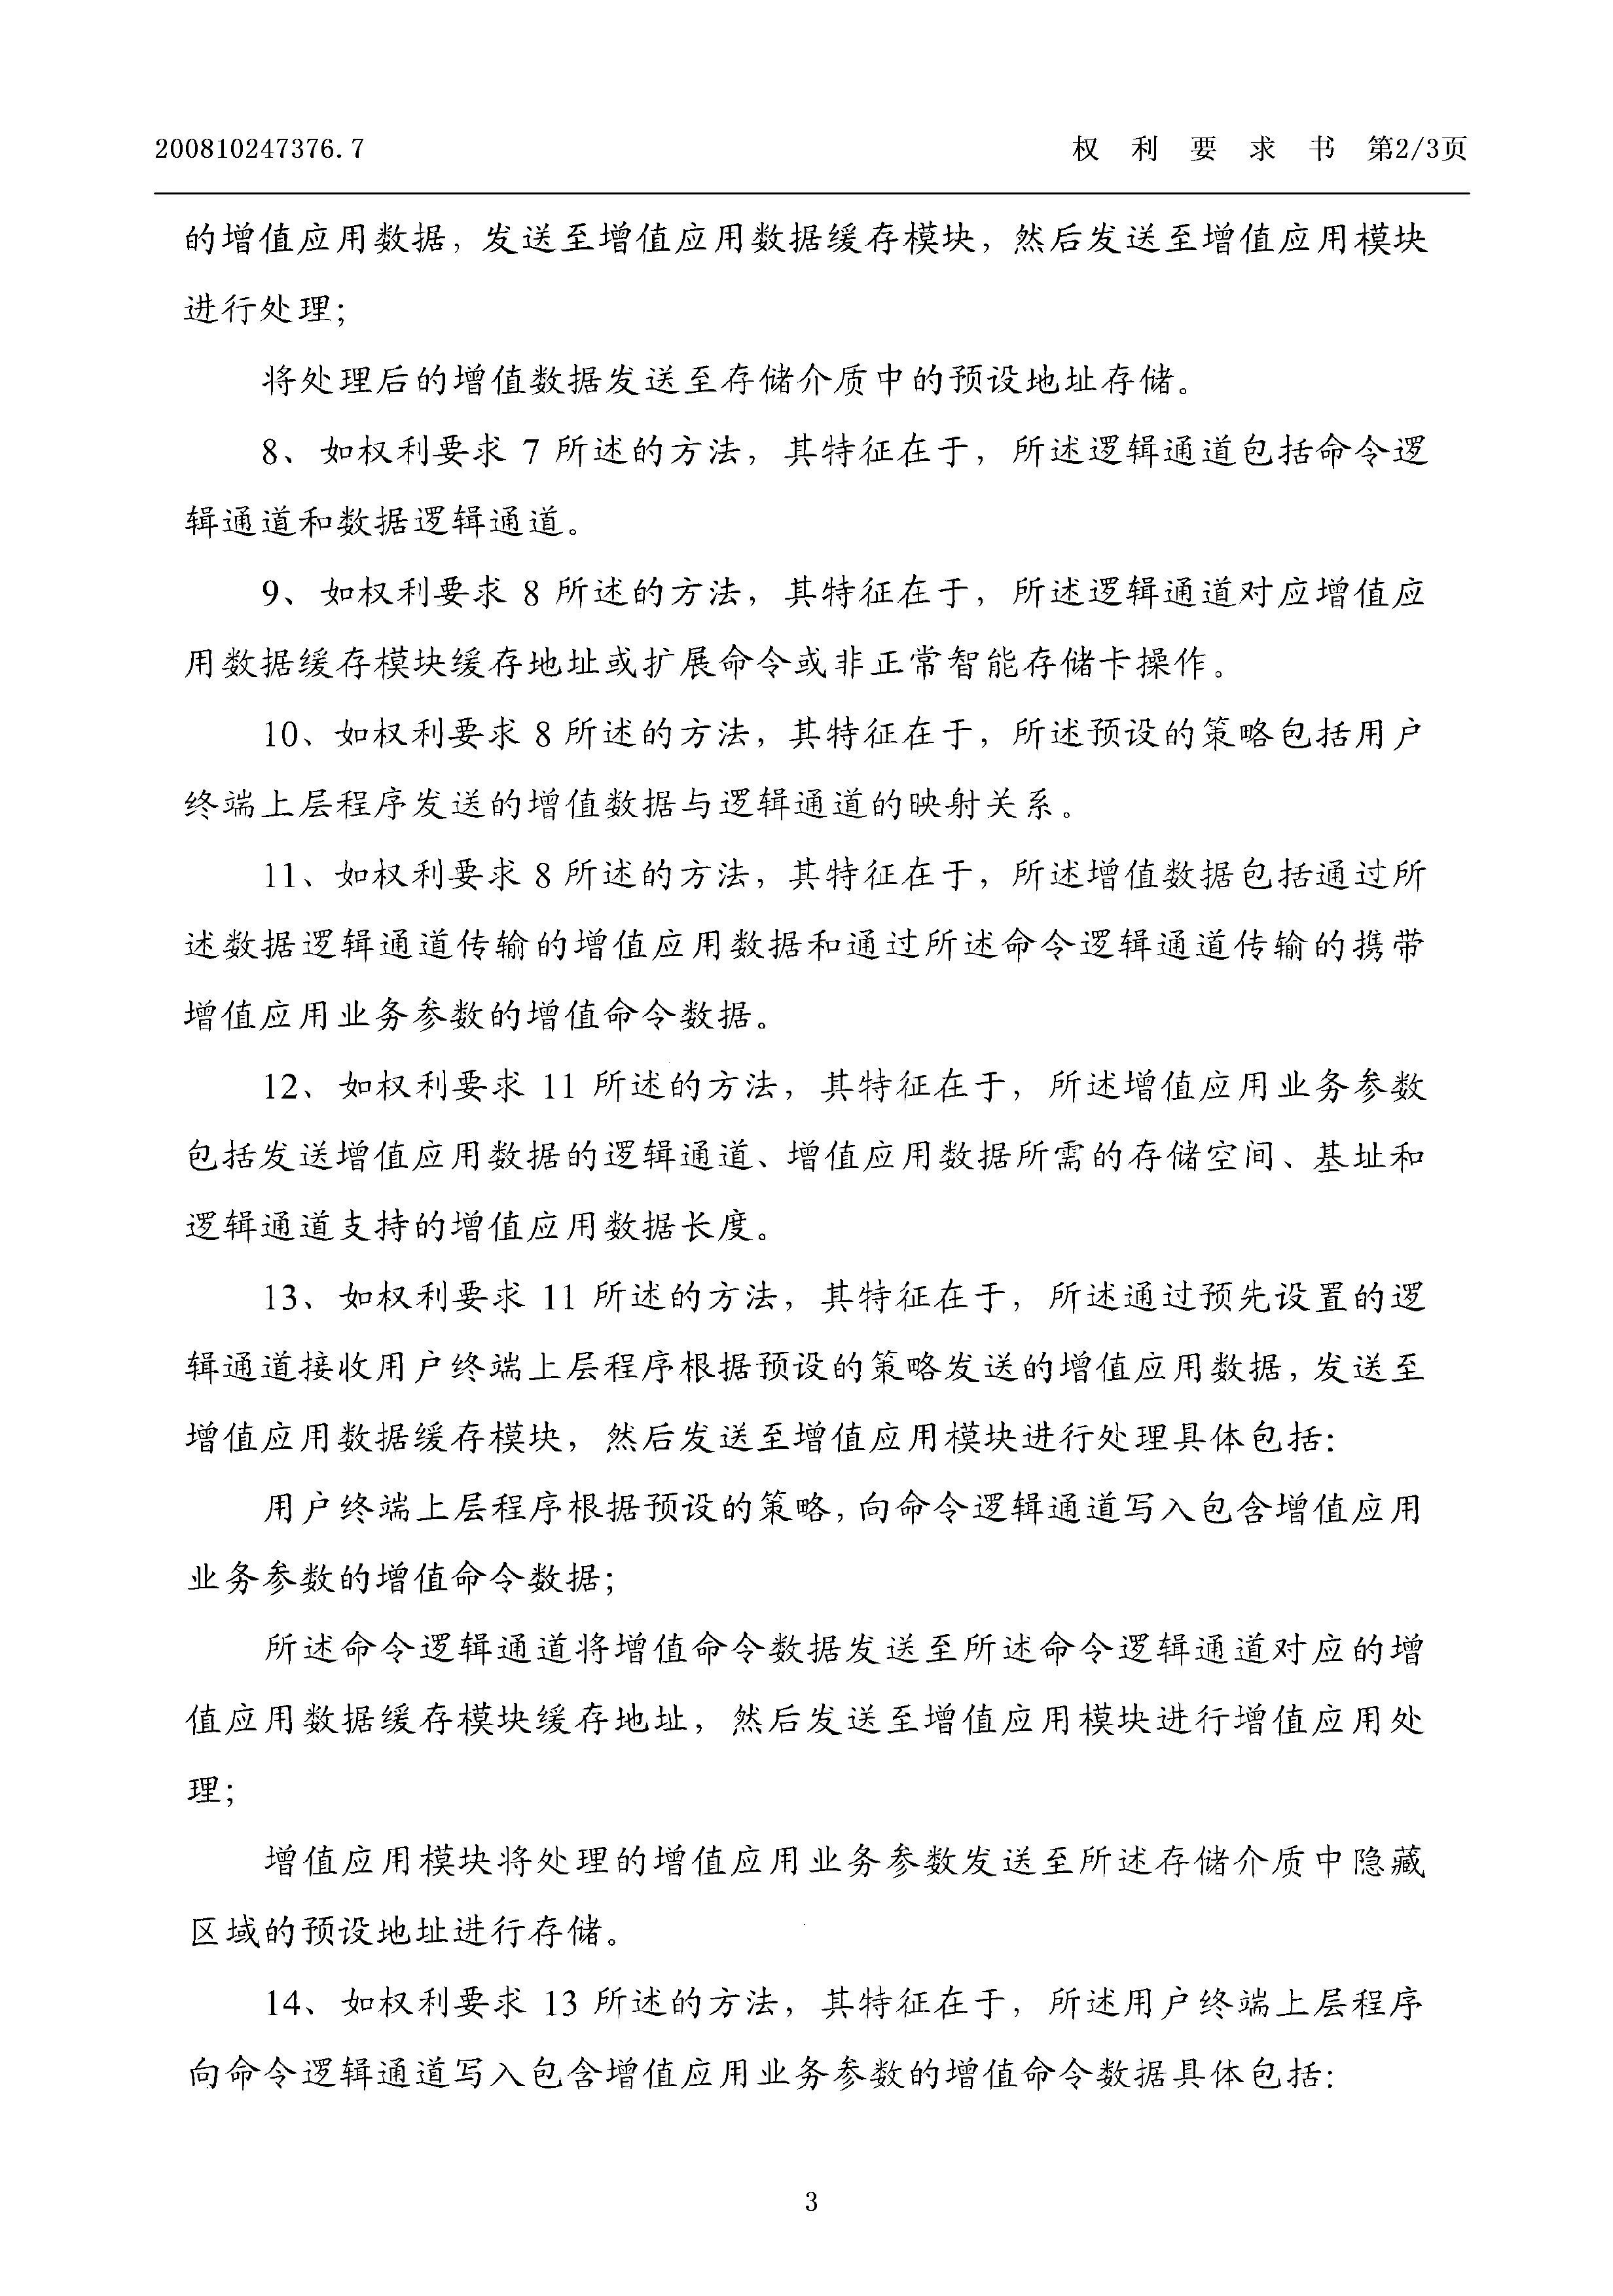 200810247376.7
权利要求书 第2/3页
的增值应用数据，发送至增值应用数据缓存模块，然后发送至增值应用模块
进行处理；
将处理后的增值数据发送至存储介质中的预设地址存储。
8、如权利要求 7 所述的方法，其特征在于，所述逻辑通道包括命令逻
辑通道和数据逻辑通道。
9、如权利要求 8 所述的方法，其特征在于，所述逻辑通道对应增值应
用数据缓存模块缓存地址或扩展命令或非正常智能存储卡操作。
10、如权利要求 8 所述的方法，其特征在于，所述预设的策略包括用户
终端上层程序发送的增值数据与逻辑通道的映射关系。
11、如权利要求 8 所述的方法，其特征在于，所述增值数据包括通过所
述数据逻辑通道传输的增值应用数据和通过所述命令逻辑通道传输的携带
增值应用业务参数的增值命令数据。
12、如权利要求 11 所述的方法，其特征在于，所述增值应用业务参数
包括发送增值应用数据的逻辑通道、增值应用数据所需的存储空间、基址和
逻辑通道支持的增值应用数据长度。
13、如权利要求 11 所述的方法，其特征在于，所述通过预先设置的逻
辑通道接收用户终端上层程序根据预设的策略发送的增值应用数据，发送至
增值应用数据缓存模块，然后发送至增值应用模块进行处理具体包括：
用户终端上层程序根据预设的策略，向命令逻辑通道写入包含增值应用
业务参数的增值命令数据；
所述命令逻辑通道将增值命令数据发送至所述命令逻辑通道对应的增
值应用数据缓存模块缓存地址，然后发送至增值应用模块进行增值应用处
理；
增值应用模块将处理的增值应用业务参数发送至所述存储介质中隐藏
区域的预设地址进行存储。
14、如权利要求 13 所述的方法，其特征在于，所述用户终端上层程序
向命令逻辑通道写入包含增值应用业务参数的增值命令数据具体包括：
3